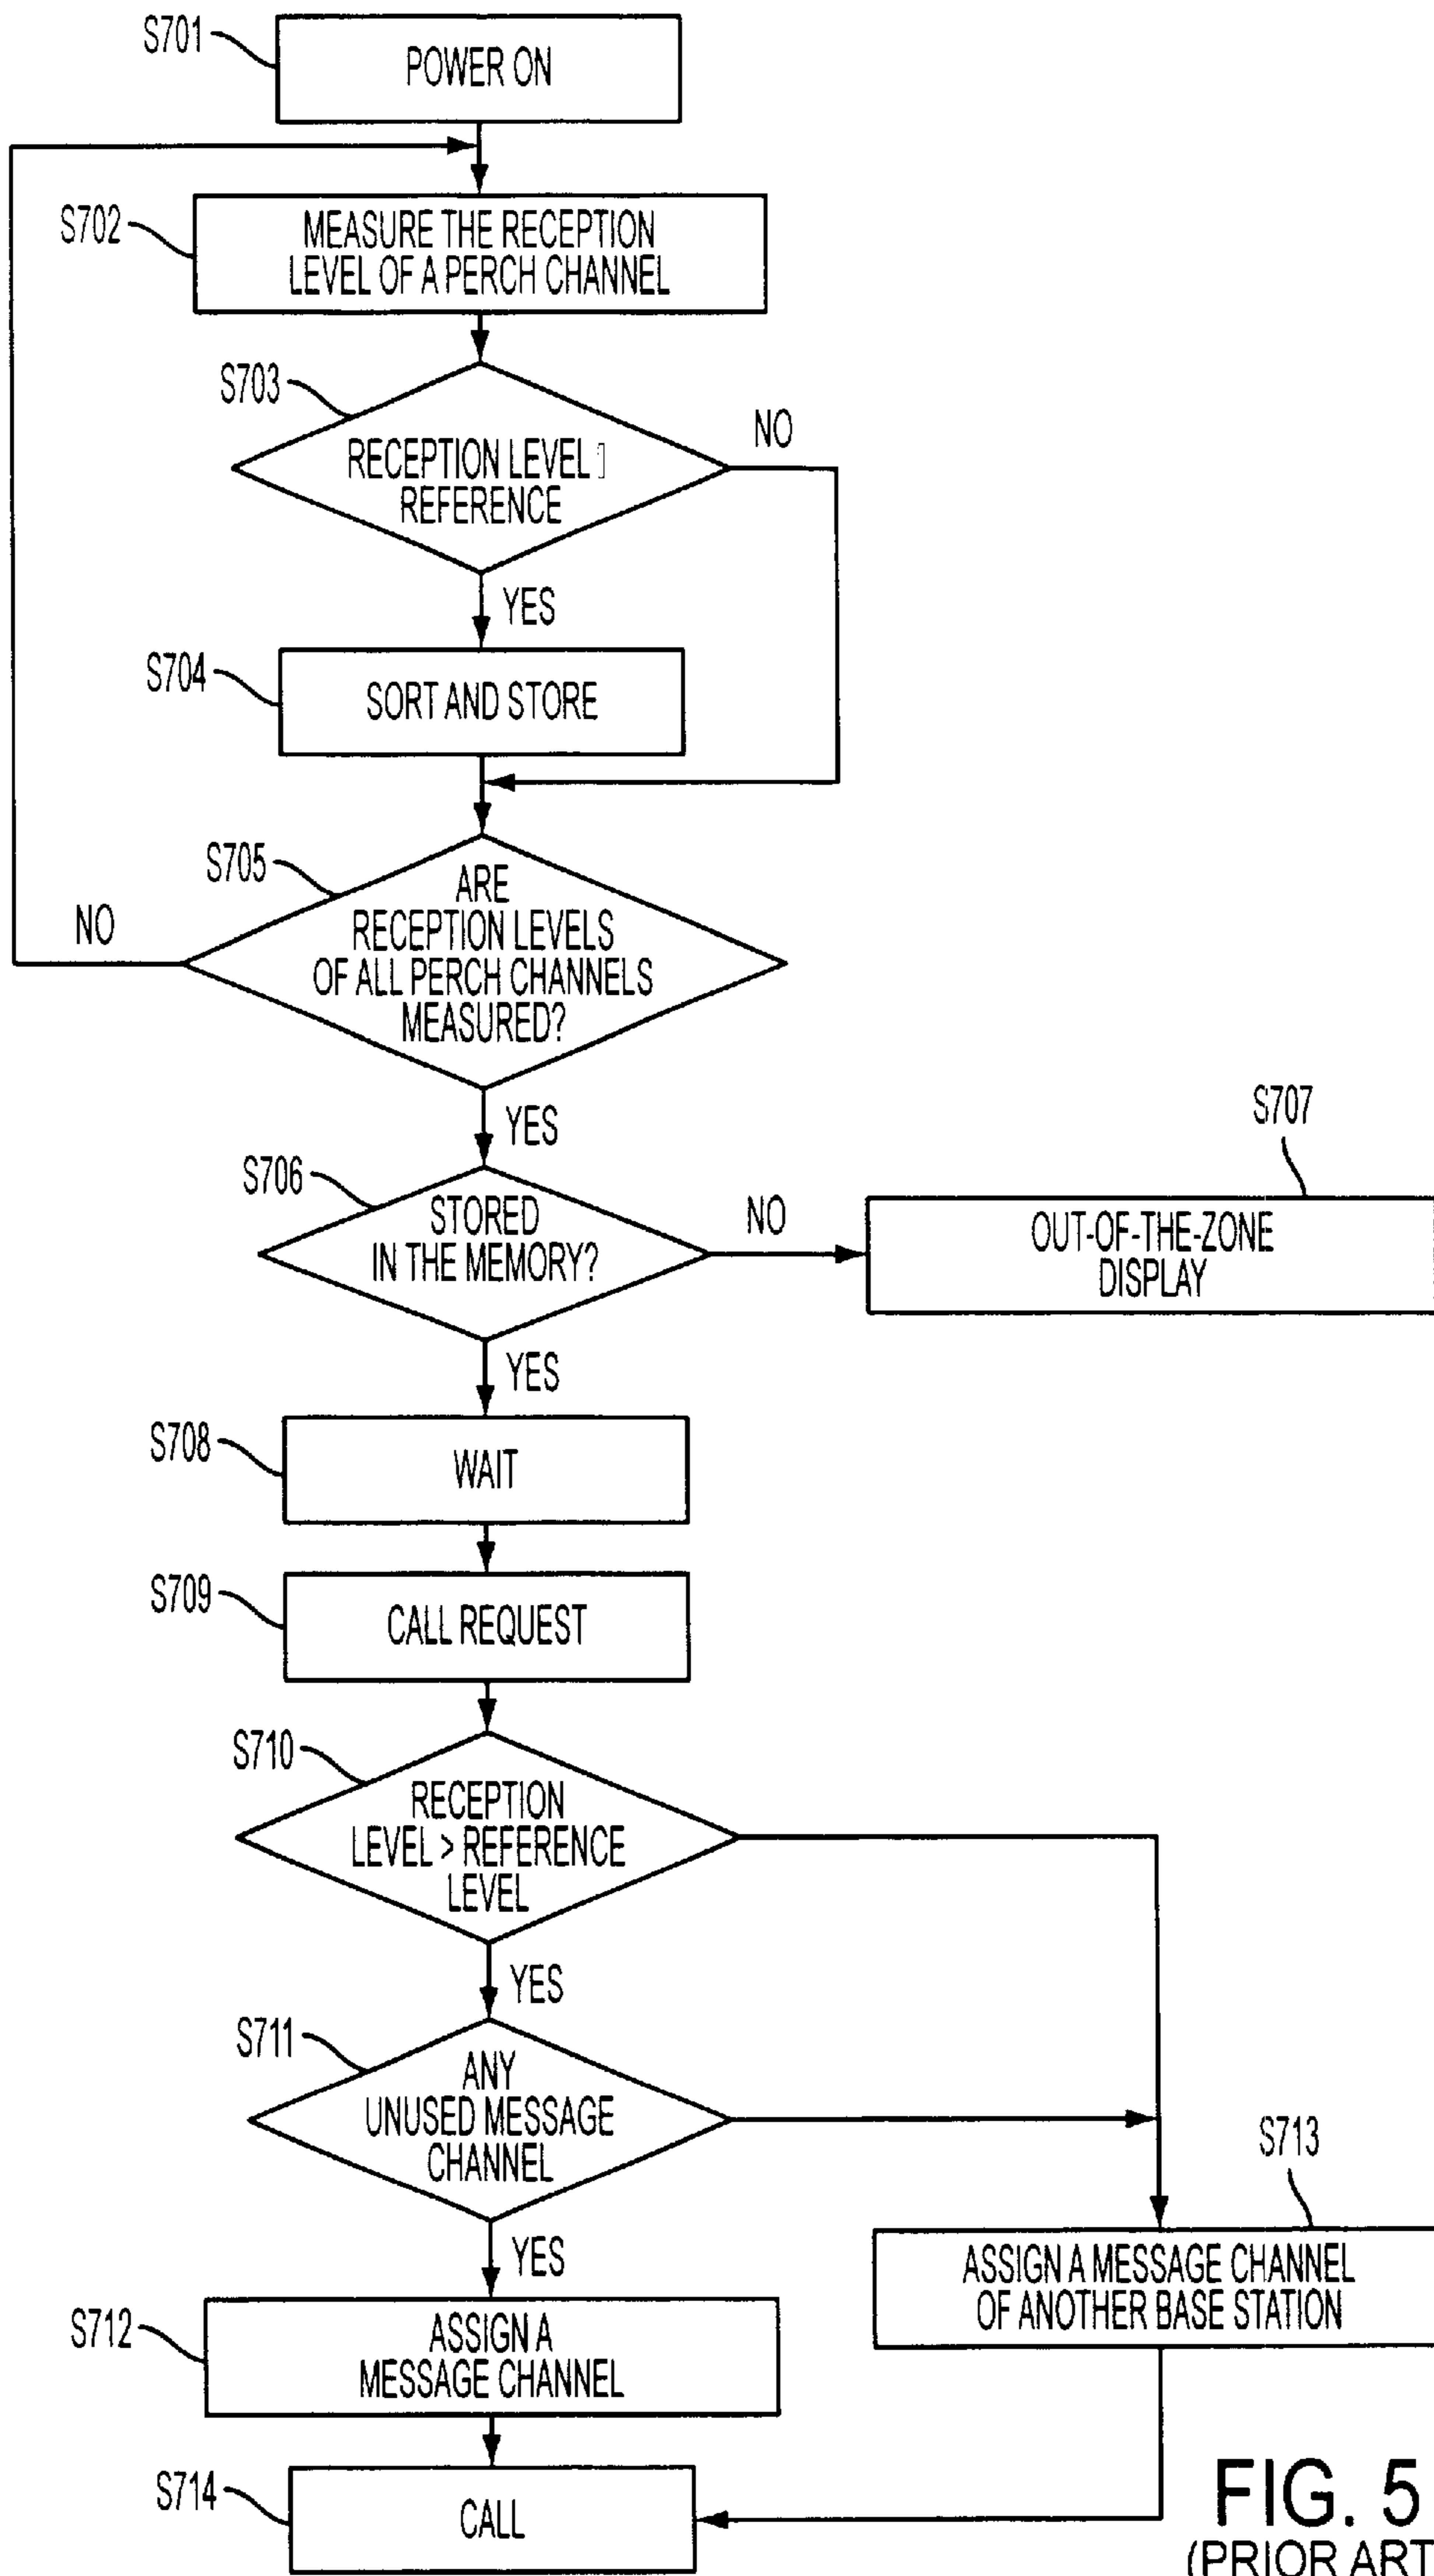 S701
POWER ON
S702
MEASURE THE RECEPTION
LEVEL OF A PERCH CHANNEL
S703
RECEPTION LEVEL
REFERENCE
NO
YES
S704
SORT AND STORE
S705
ARE
RECEPTION LEVELS
OF ALL PERCH CHANNELS
MEASURED?
NO
YES
S706
STORED
IN THE MEMORY?
NO
S707
OUT-OF-THE-ZONE
DISPLAY
YES
S708
WAIT
S709
CALL REQUEST
S710
RECEPTION
LEVEL > REFERENCE
LEVEL
YES
S711
ANY
UNUSED MESSAGE
CHANNEL
YES
S712
ASSIGN A
MESSAGE CHANNEL
S713
ASSIGN A MESSAGE CHANNEL
OF ANOTHER BASE STATION
S714
CALL
FIG. 5
(PRIOR ART